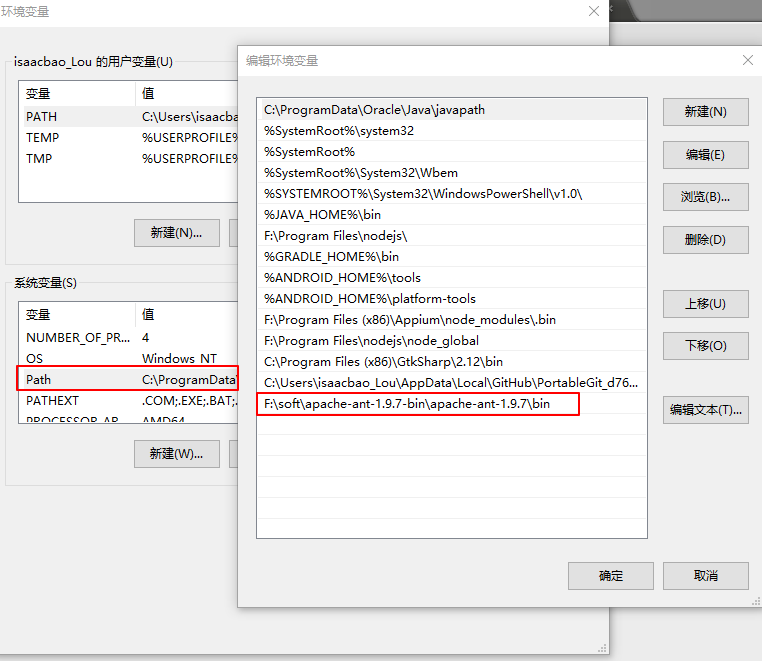 环境变量
isaacbao_Lou 的用户变量(U)
变量 值
PATH C:\Users\isaacba
TEMP %USERPROFILE%
TMP %USERPROFILE%
新建(N)...
系统变量(S)
变量 值
NUMBER_OF_PR... 4
OS Windows_NT
Path C:\ProgramData\
PATHEXT .COM;.EXE;.BAT;.
PROCESSOR_AR... AMD64
新建(W)...
编辑环境变量
C:\ProgramData\Oracle\Java\javapath
%SystemRoot%\system32
%SystemRoot%
%SystemRoot%\System32\Wbem
%SYSTEMROOT%\System32\WindowsPowerShell\v1.0\
%JAVA_HOME%\bin
F:\Program Files\nodejs\
%GRADLE_HOME%\bin
%ANDROID_HOME%\tools
%ANDROID_HOME%\platform-tools
F:\Program Files (x86)\Appium\node_modules\.bin
F:\Program Files\nodejs\node_global
C:\Program Files (x86)\GtkSharp\2.12\bin
C:\Users\isaacbao_Lou\AppData\Local\GitHub\PortableGit_d76...
F:\soft\apache-ant-1.9.7-bin\apache-ant-1.9.7\bin
新建(N)
编辑(E)
浏览(B)...
删除(D)
上移(U)
下移(O)
编辑文本(T)...
确定
取消